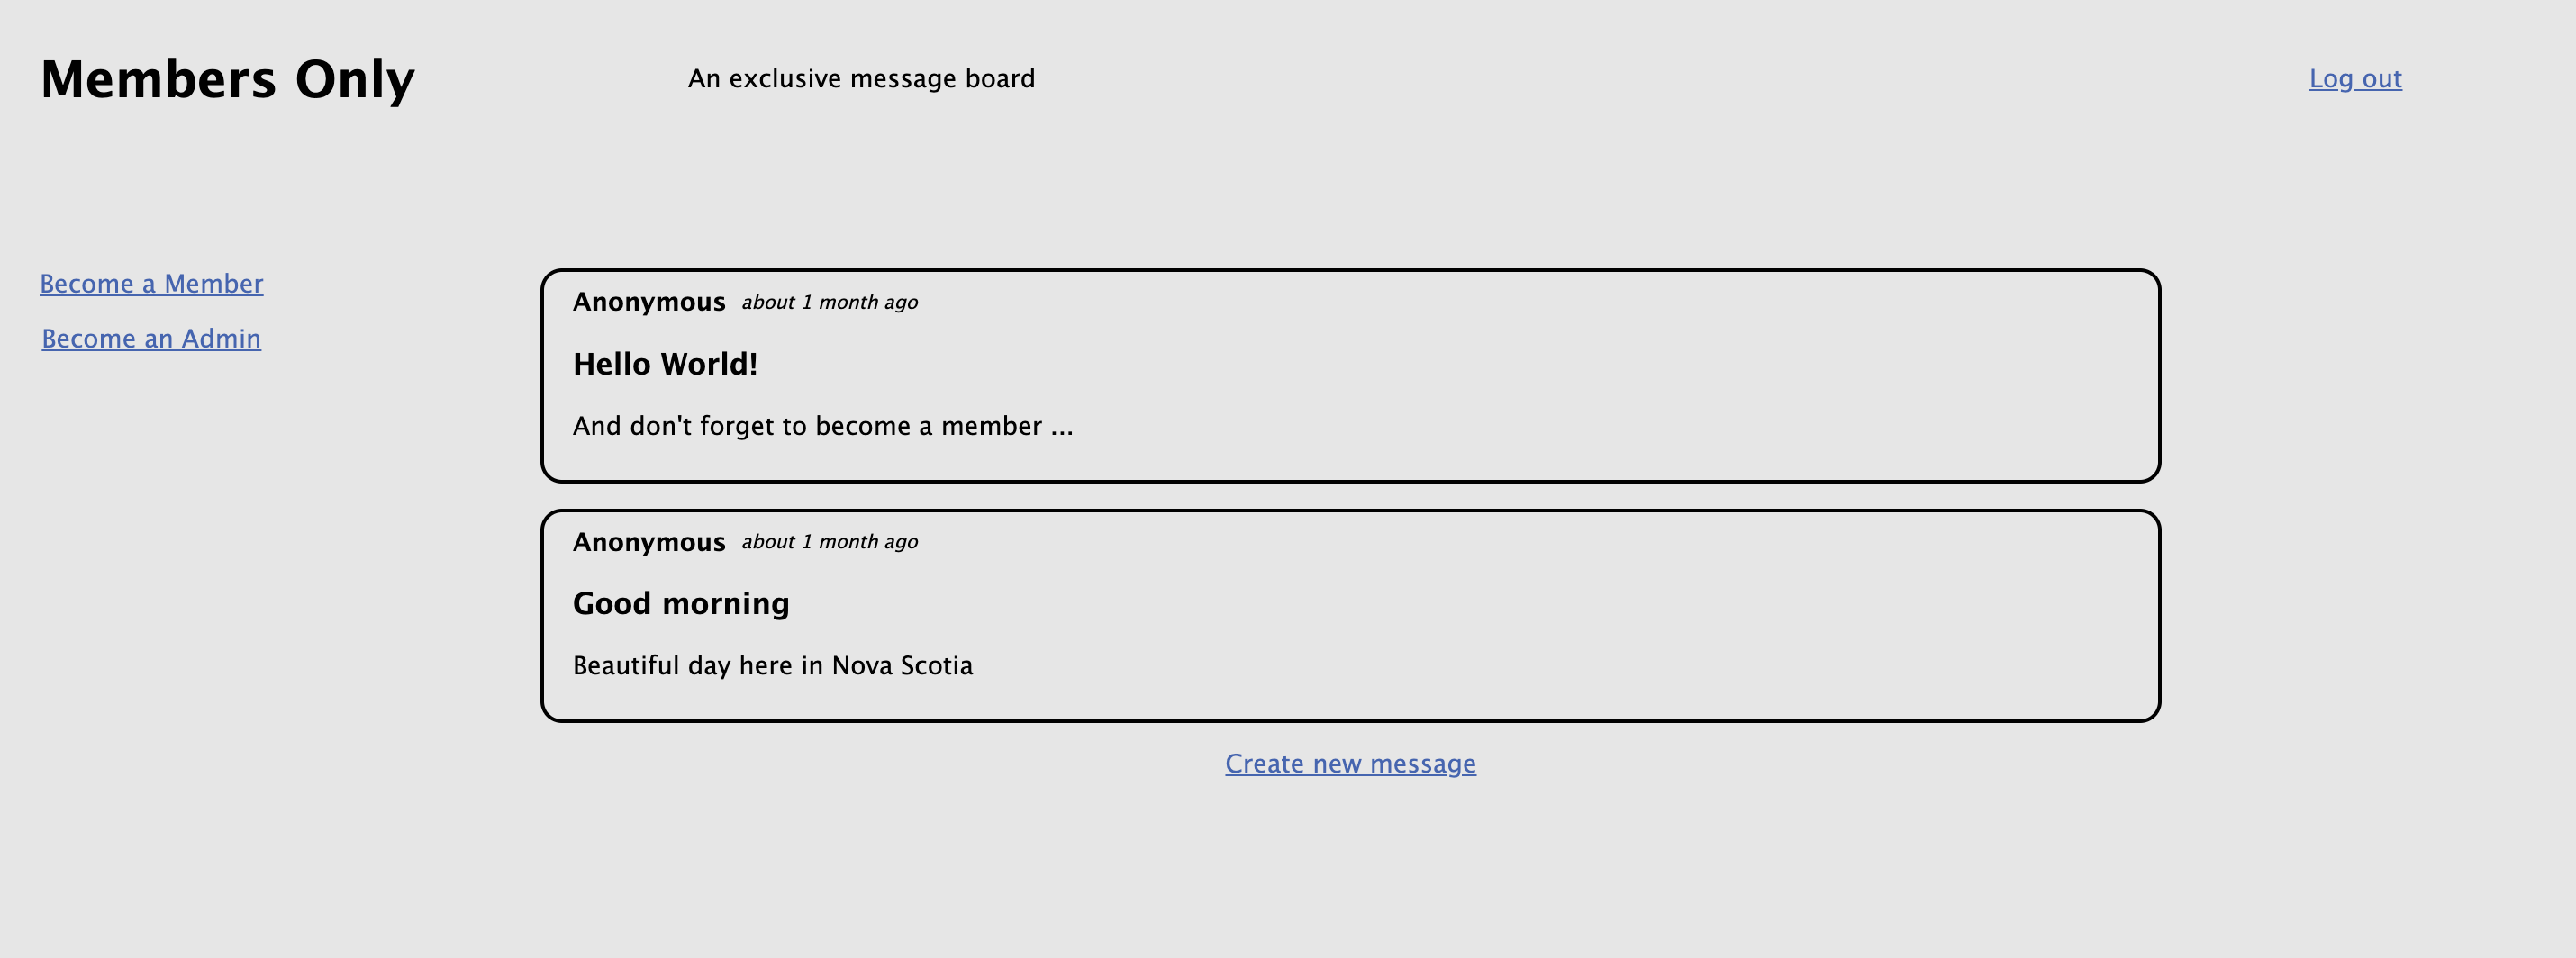 Members Only
An exclusive message board
Log out
Become a Member
Become an Admin
Anonymous about 1 month ago
Hello World!
And don't forget to become a member ...
Anonymous about 1 month ago
Good morning
Beautiful day here in Nova Scotia
Create new message